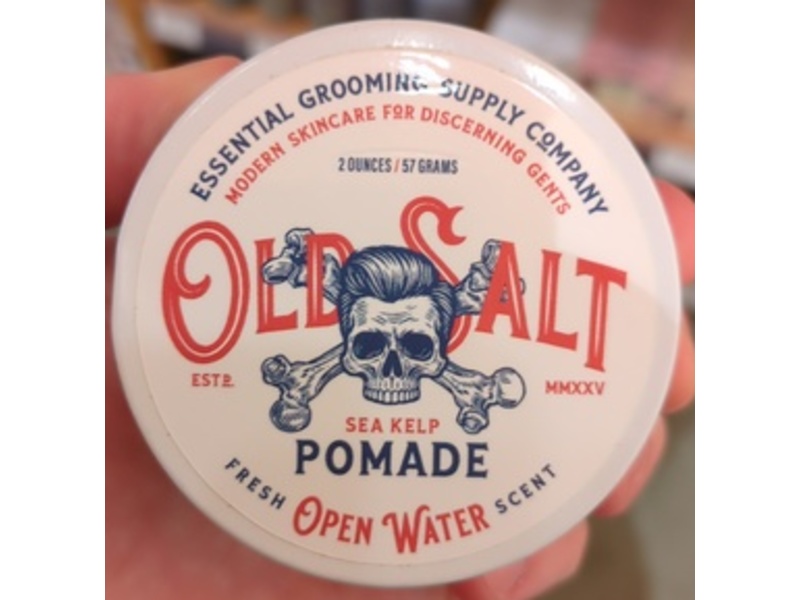 ESSENTIAL GROOMING SUPPLY COMPANY
MODERN SKINCARE FOR DISCERNING GENTS
2 OUNCES / 57 GRAMS
OLD SALT
ESTD. MMXXV
SEA KELP
POMADE
FRESH OPEN WATER SCENT